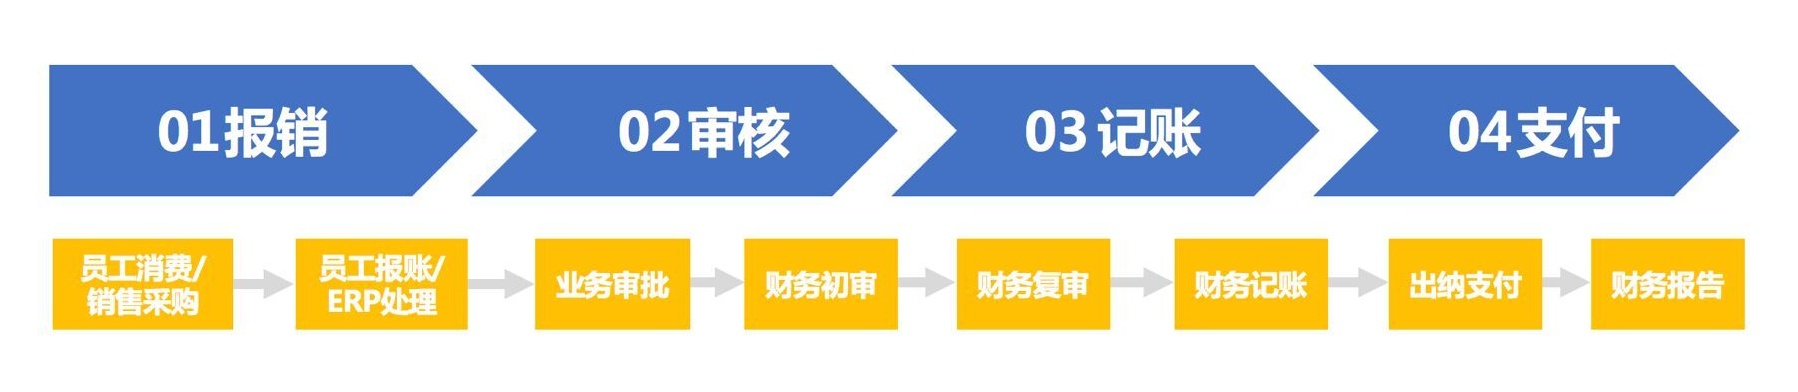 01报销
02审核
03记账
04支付
员工消费/
销售采购
员工报账/
ERP处理
业务审批
财务初审
财务复审
财务记账
出纳支付
财务报告